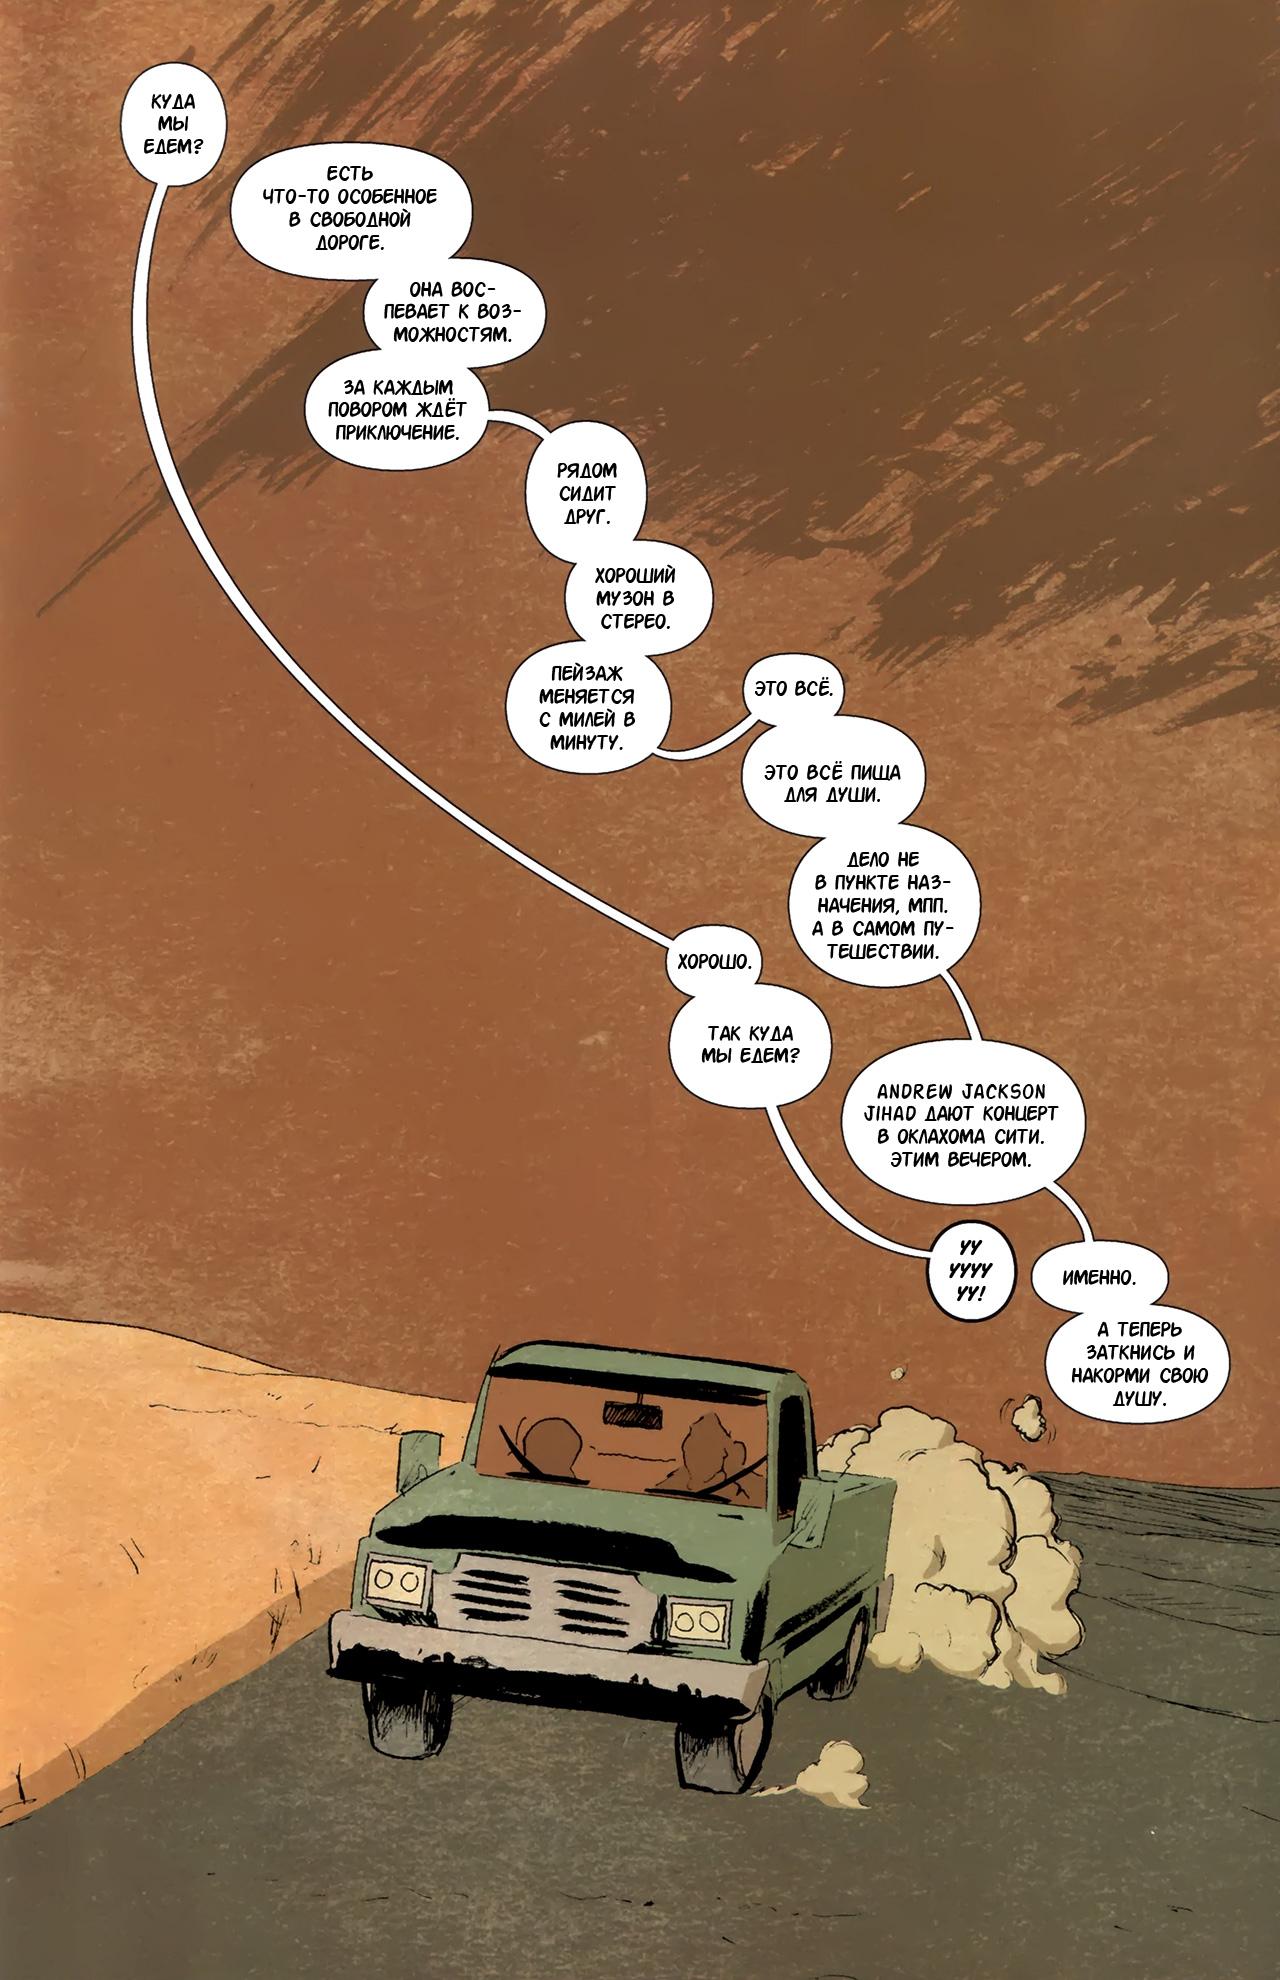 КУДА
МЫ
ЕДЕМ?
ЕСТЬ
ЧТО-ТО ОСОБЕННОЕ
В СВОБОДНОЙ
ДОРОГЕ.
ОНА ВОС-
ПЕВАЕТ К ВОЗ-
МОЖНОСТЯМ.
ЗА КАЖДЫМ
ПОВОРОМ ЖДЁТ
ПРИКЛЮЧЕНИЕ.
РЯДОМ
СИДИТ
ДРУГ.
ХОРОШИЙ
МУЗОН В
СТЕРЕО.
ПЕЙЗАЖ
МЕНЯЕТСЯ
С МИЛЕЙ В
МИНУТУ.
ЭТО ВСЁ.
ЭТО ВСЁ ПИЩА
ДЛЯ ДУШИ.
ДЕЛО НЕ
В ПУНКТЕ НАЗ-
НАЧЕНИЯ, МПП.
А В САМОМ ПУ-
ТЕШЕСТВИИ.
ХОРОШО.
ТАК КУДА
МЫ ЕДЕМ?
ANDREW JACKSON
JIHAD ДАЮТ КОНЦЕРТ
В ОКЛАХОМА СИТИ.
ЭТИМ ВЕЧЕРОМ.
УУ
УУУУ
УУ!
ИМЕННО.
А ТЕПЕРЬ
ЗАТКНИСЬ И
НАКОРМИ СВОЮ
ДУШУ.